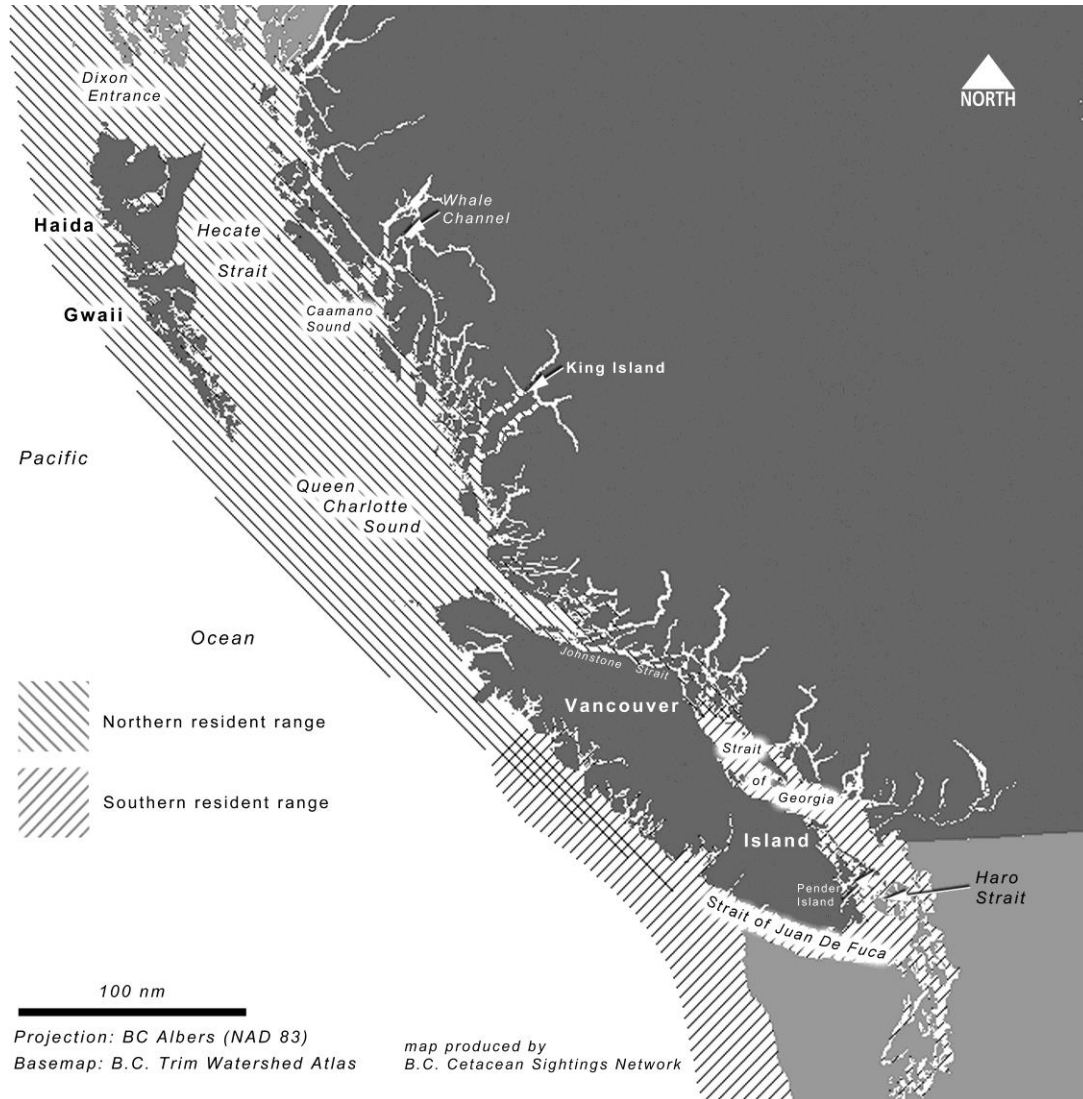 Dixon
Entrance
NORTH
Whale
Channel
Haida
Hecate
Strait
Gwaii
Caamano
Sound
King Island
Pacific
Queen
Charlotte
Sound
Ocean
Johnstone Strait
Vancouver
Northern resident range
Strait
of
Georgia
Southern resident range
Island
Pender
Island
Haro
Strait
Strait of Juan De Fuca
100 nm
Projection: BC Albers (NAD 83)
Basemap: B.C. Trim Watershed Atlas
map produced by
B.C. Cetacean Sightings Network